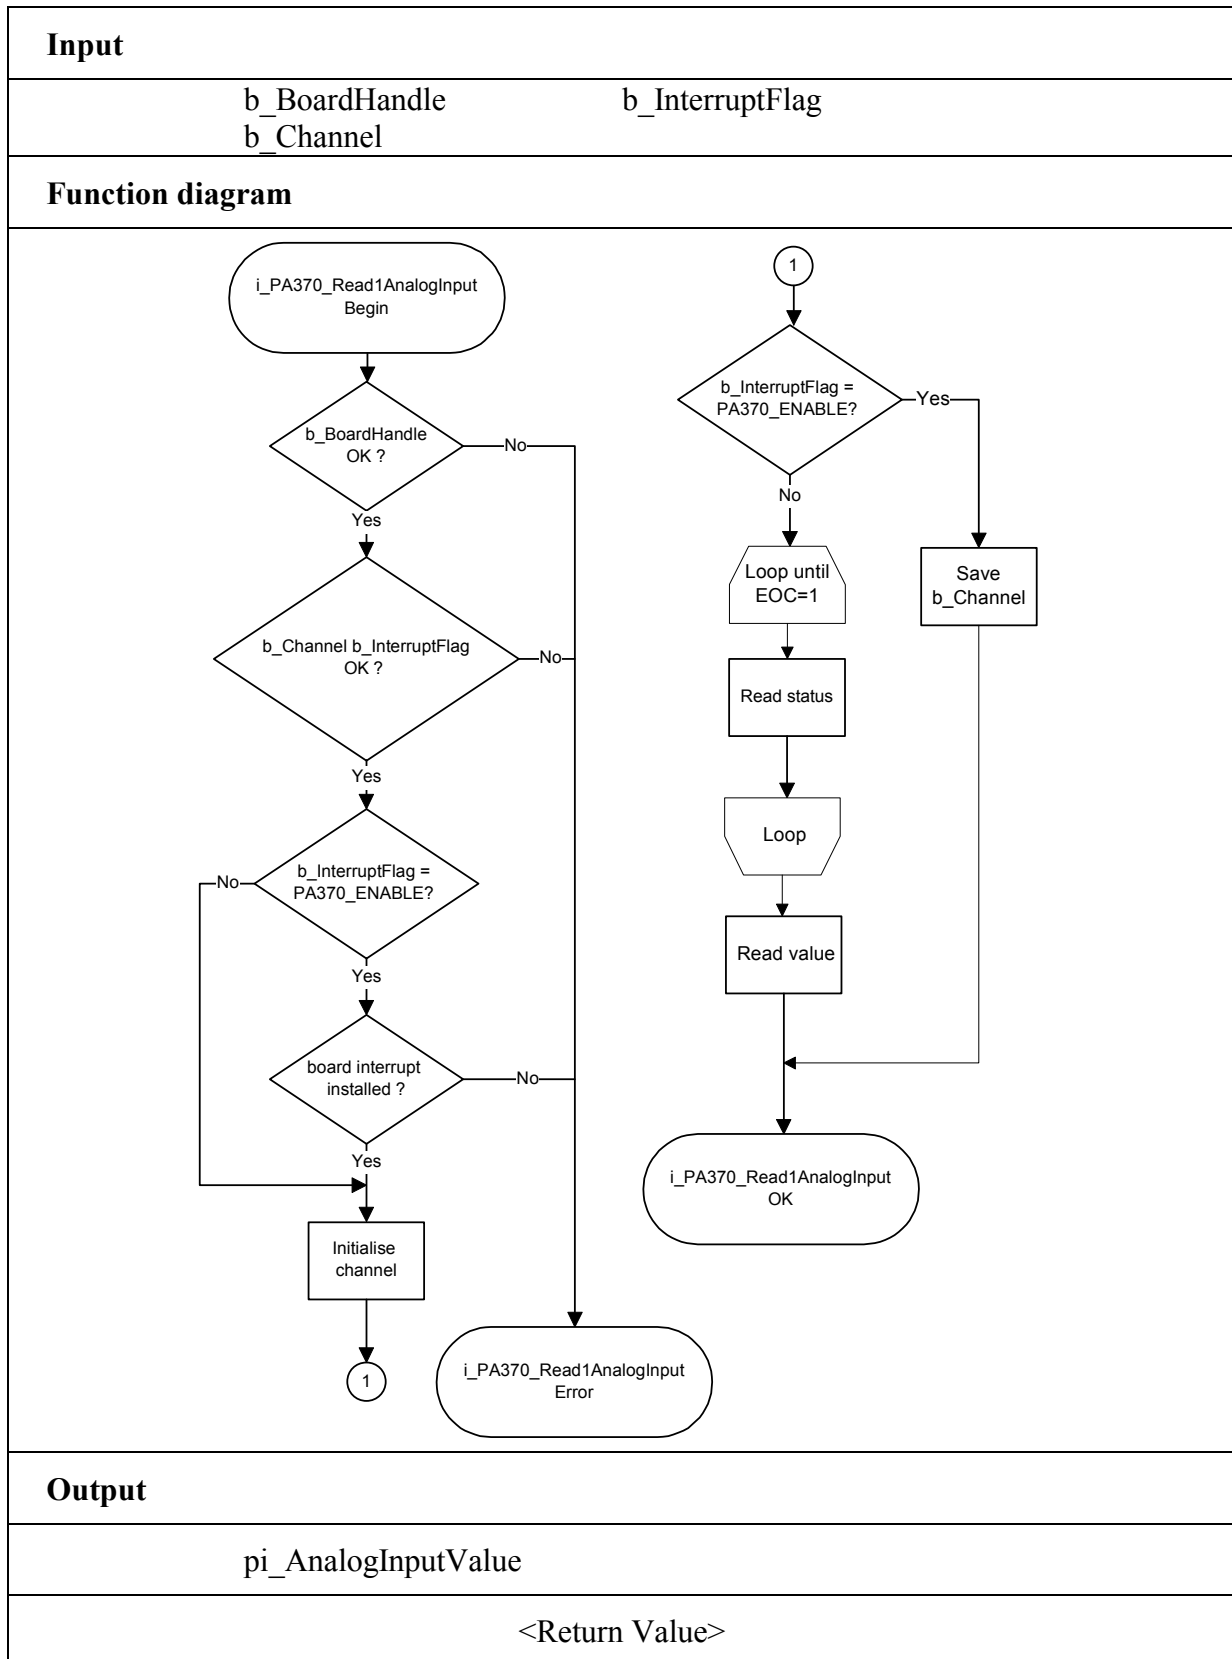 Input
b_BoardHandle b_InterruptFlag
b_Channel
Function diagram
i_PA370_Read1AnalogInput
Begin
b_BoardHandle
OK ?
No
Yes
b_Channel b_InterruptFlag
OK ?
No
Yes
b_InterruptFlag =
PA370_ENABLE?
No
Yes
board interrupt
installed ?
No
Yes
Initialise
channel
1
i_PA370_Read1AnalogInput
Error
1
b_InterruptFlag =
PA370_ENABLE?
Yes
No
Loop until
EOC=1
Save
b_Channel
Read status
Loop
Read value
i_PA370_Read1AnalogInput
OK
Output
pi_AnalogInputValue
<Return Value>